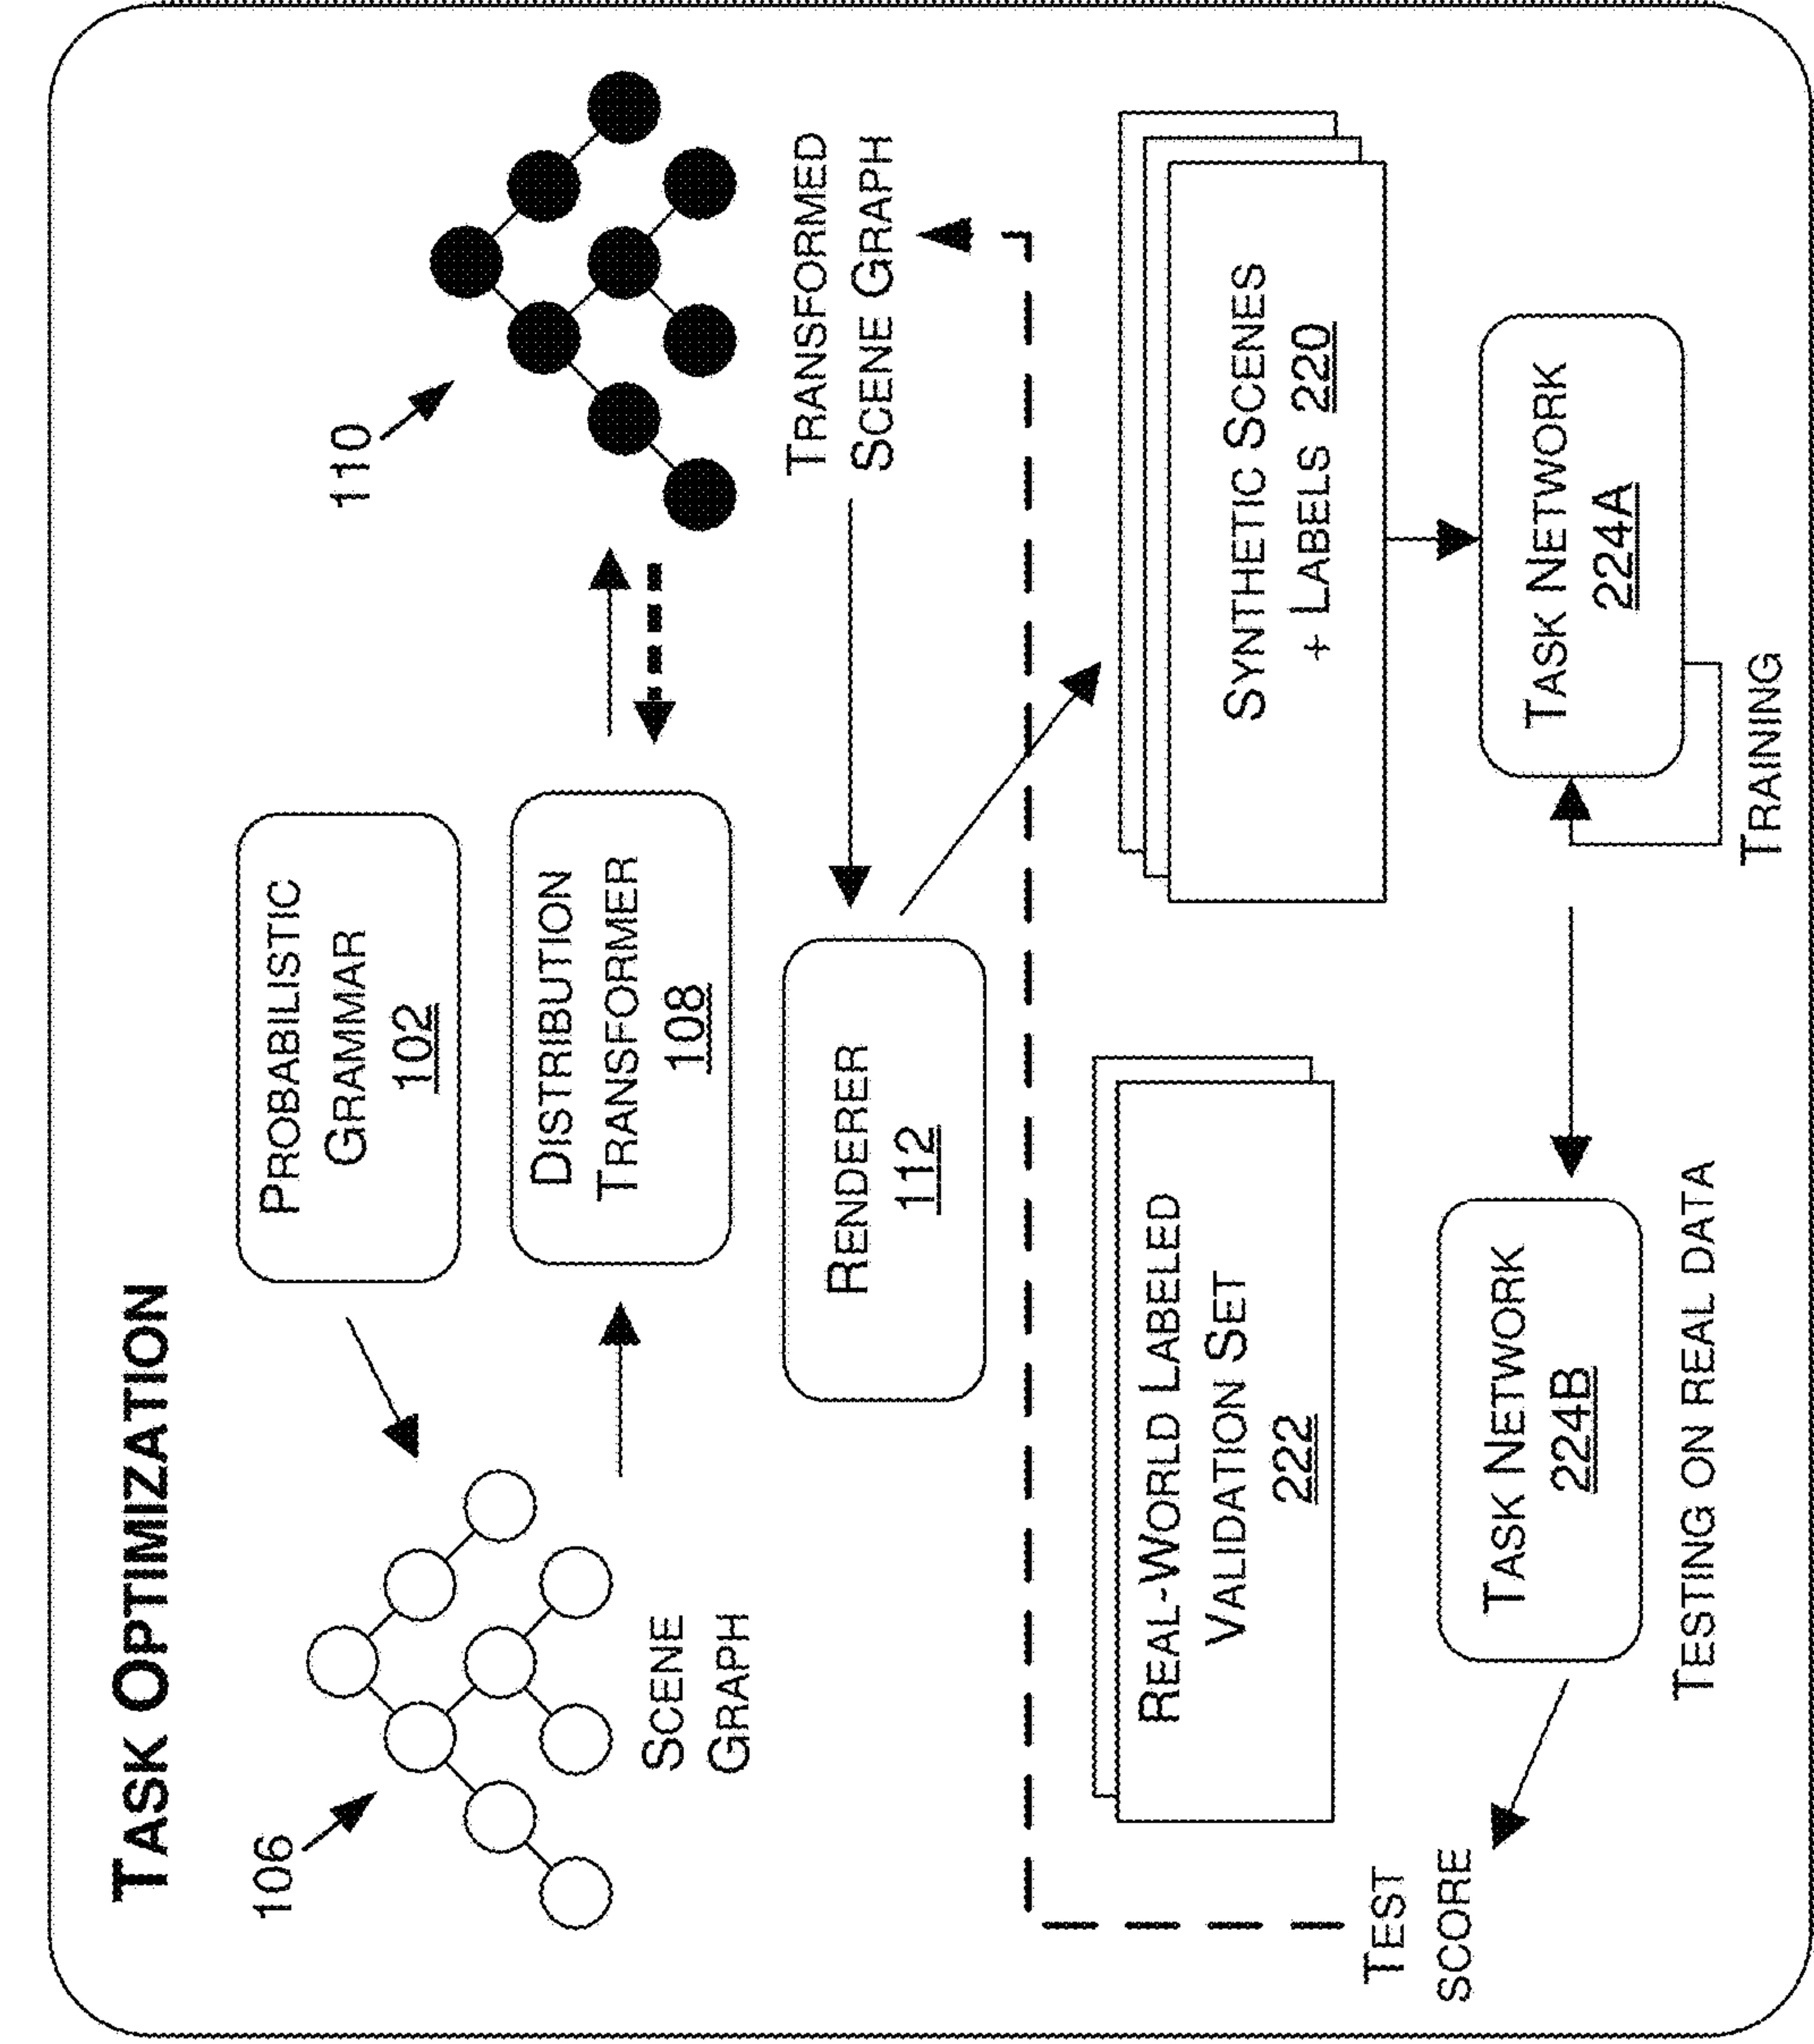 TASK OPTIMIZATION
106
SCENE
GRAPH
PROBABILISTIC
GRAMMAR
102
DISTRIBUTION
TRANSFORMER
108
110
TRANSFORMED
SCENE GRAPH
RENDERER
112
REAL-WORLD LABELED
VALIDATION SET
222
SYNTHETIC SCENES
+ LABELS 220
TEST
SCORE
TASK NETWORK
224B
TESTING ON REAL DATA
TASK NETWORK
224A
TRAINING